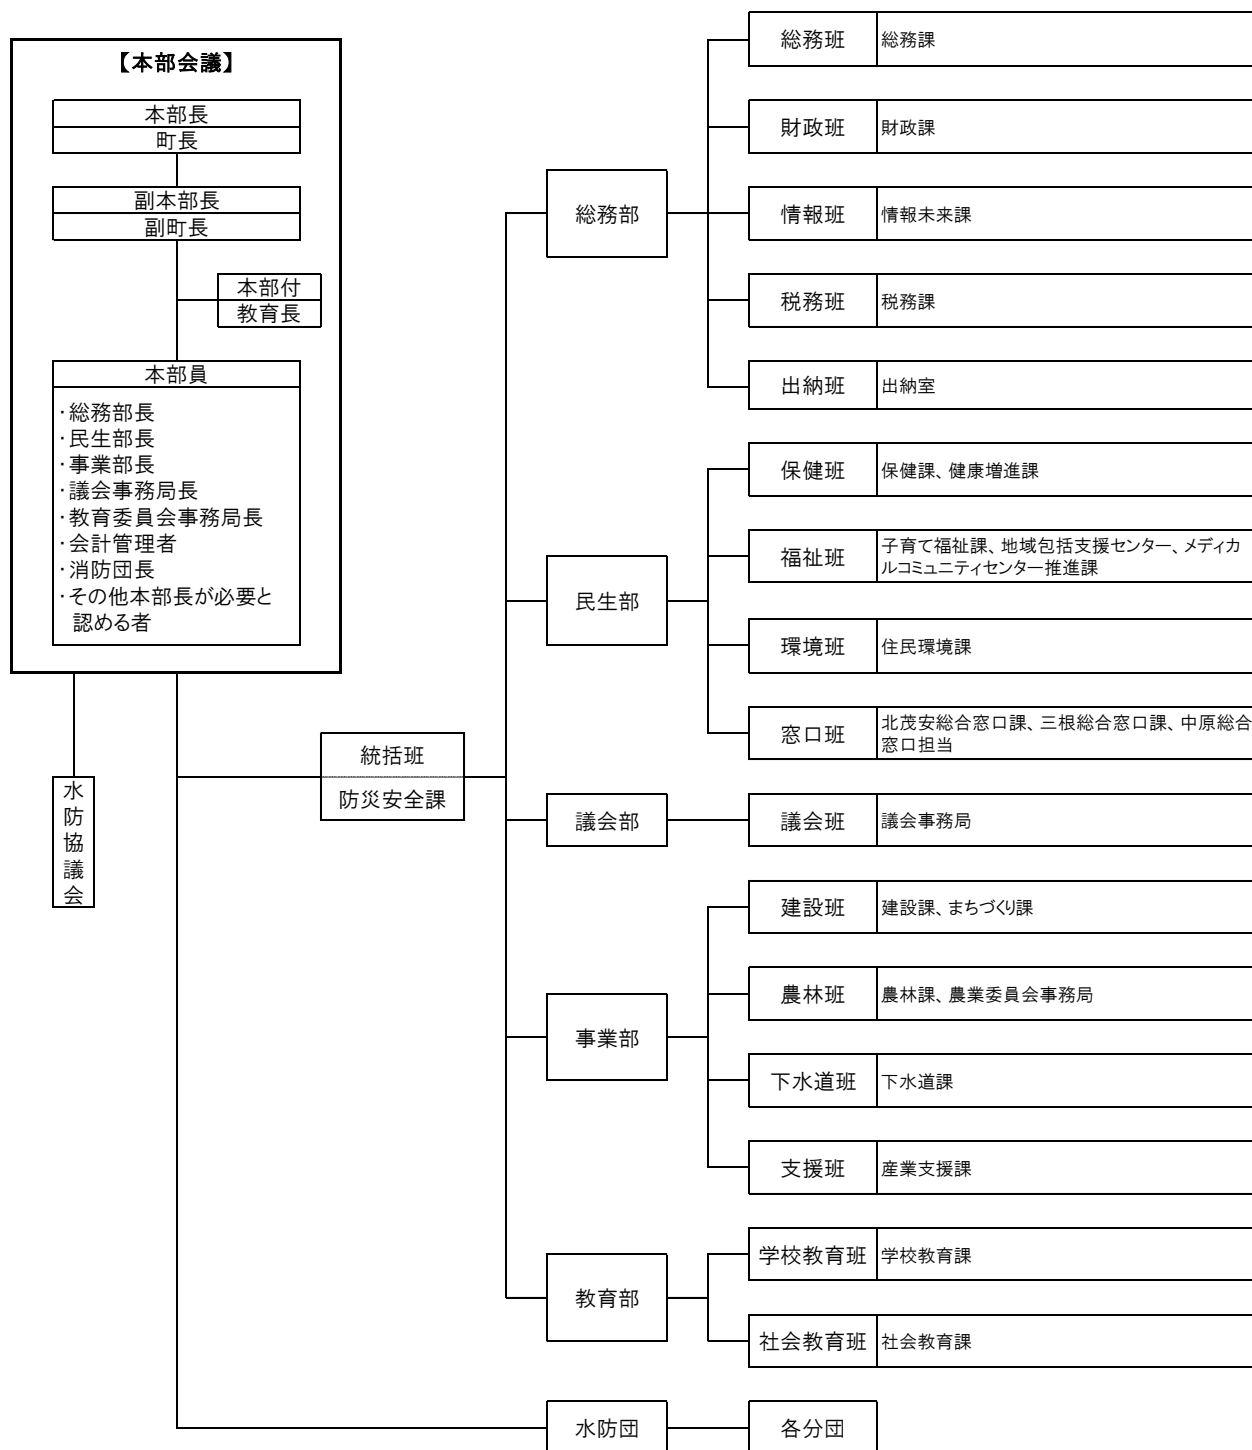 【本部会議】
本部長
町長
副本部長
副町長
本部付
教育長
本部員
・総務部長
・民生部長
・事業部長
・議会事務局長
・教育委員会事務局長
・会計管理者
・消防団長
・その他本部長が必要と
認める者
水防協議会
統括班
防災安全課
総務部
総務班
総務課
財政班
財政課
情報班
情報未来課
税務班
税務課
出納班
出納室
民生部
保健班
保健課、健康増進課
福祉班
子育て福祉課、地域包括支援センター、メディカ
ルコミュニティセンター推進課
環境班
住民環境課
窓口班
北茂安総合窓口課、三根総合窓口課、中原総合
窓口担当
議会部
議会班
議会事務局
事業部
建設班
建設課、まちづくり課
農林班
農林課、農業委員会事務局
下水道班
下水道課
支援班
産業支援課
教育部
学校教育班
学校教育課
社会教育班
社会教育課
水防団
各分団